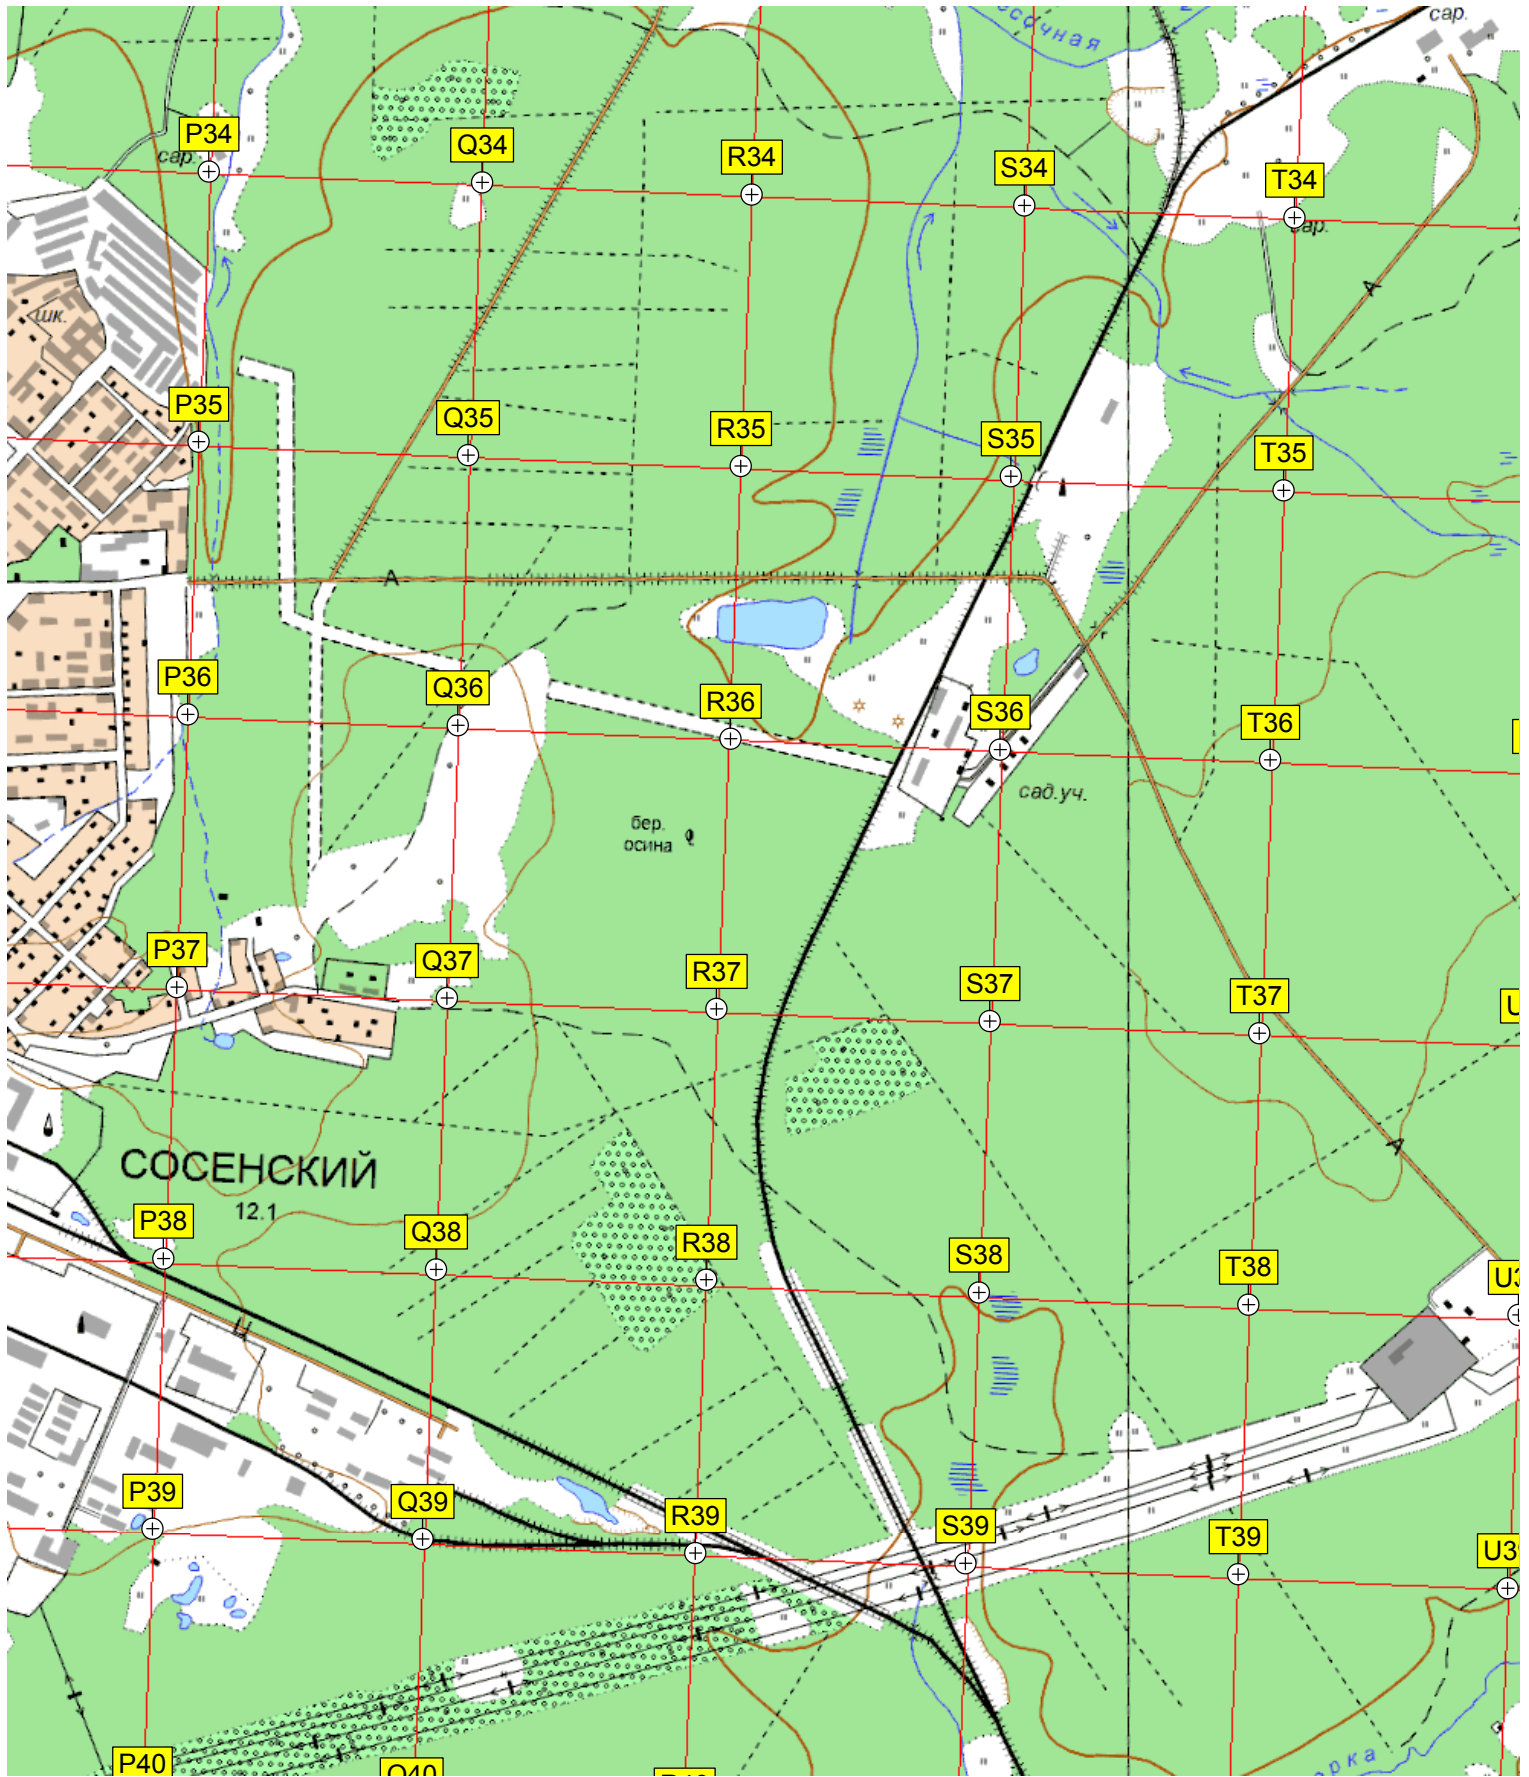 сар.
P34
сар.
Q34
R34
S34
T34
шк.
А
P35
Q35
R35
S35
T35
А
P36
Q36
R36
S36
T36
сад.уч.
бер.
осина
P37
Q37
R37
S37
T37
А
СОСЕНСКИЙ
12.1
P38
Q38
R38
S38
T38
Ц
P39
Q39
R39
S39
T39
P40
Q40